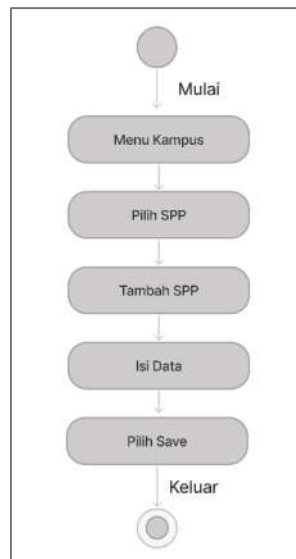 Mulai
Menu Kampus
Pilih SPP
Tambah SPP
Isi Data
Pilih Save
Keluar